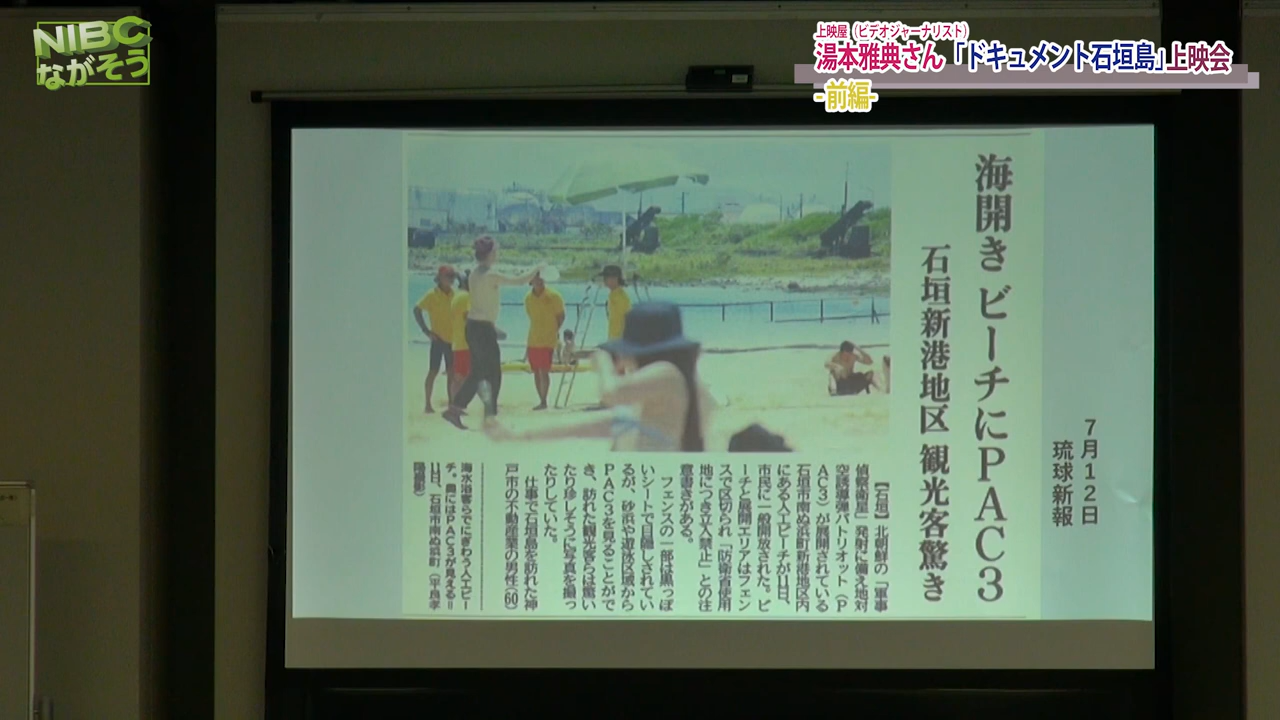 NIBC
ながそう
上映屋(ビデオジャーナリスト)
湯本雅典さん「ドキュメント石垣島」上映会
-前編-
7月12日
琉球新報
海開き ビーチにPAC3
石垣新港地区 観光客驚き
【石垣】北朝鮮の「軍事
偵察衛星」発射に備え地対
空誘導弾パトリオット(P
AC3)が展開されている
石垣市南ぬ浜町新港地区内
にある人工ビーチが11日、
市民に一般開放された。ビ
ーチと展開エリアはフェン
スで区切られ「防衛省使用
地につき立入禁止」との注
意書きがある。
フェンスの一部は黒っぽ
いシートで目隠しされてい
るが、砂浜や遊泳区域から
PAC3を見ることがで
き、訪れた観光客らは驚い
たり珍しそうに写真を撮っ
たりしていた。
仕事で石垣島を訪れた神
戸市の不動産業の男性(60)
海水浴客らでにぎわう人工ビー
チ。奥にはPAC3が見える=
11日、石垣市南ぬ浜町(平良孝
陽撮影)